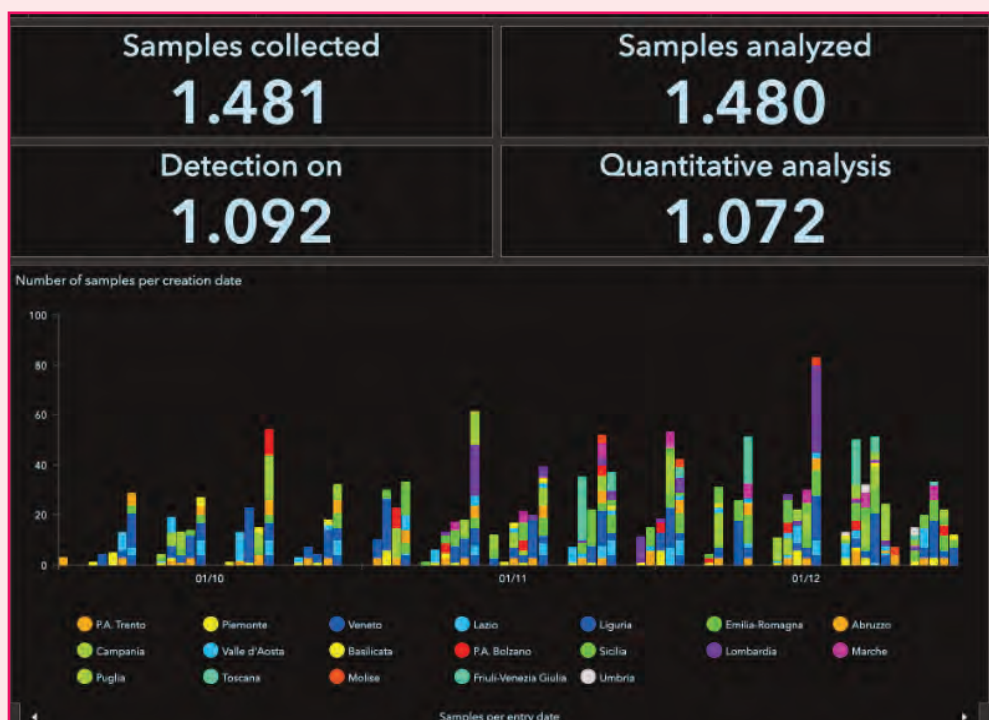 Samples collected
1.481
Samples analyzed
1.480
Detection on
1.092
Quantitative analysis
1.072
Number of samples per creation date
100
80
60
40
20
0
01/10 01/11 01/12
P.A. Trento Piemonte Veneto Lazio Liguria Emilia-Romagna Abruzzo
Campania Valle d'Aosta Basilicata P.A. Bolzano Sicilia Lombardia Marche
Puglia Toscana Molise Friuli-Venezia Giulia Umbria
Samples per entry date